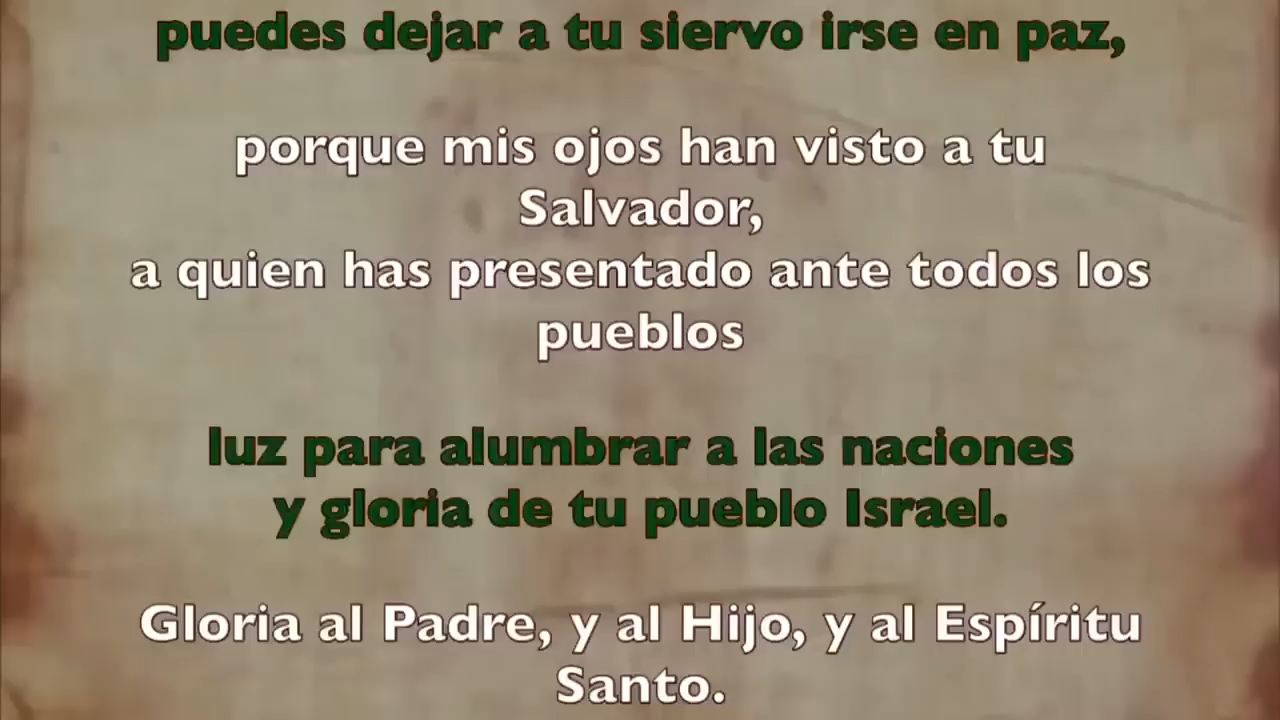 puedes dejar a tu siervo irse en paz,
porque mis ojos han visto a tu
Salvador,
a quien has presentado ante todos los
pueblos
luz para alumbrar a las naciones
y gloria de tu pueblo Israel.
Gloria al Padre, y al Hijo, y al Espíritu
Santo.